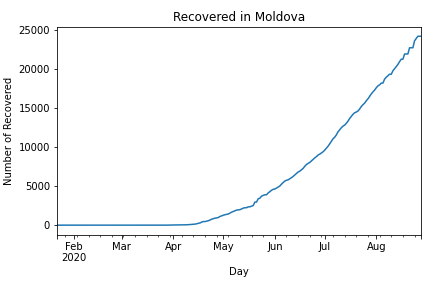 Recovered in Moldova
Number of Recovered
25000
20000
15000
10000
5000
0
Feb Mar Apr May Jun Jul Aug
2020
Day